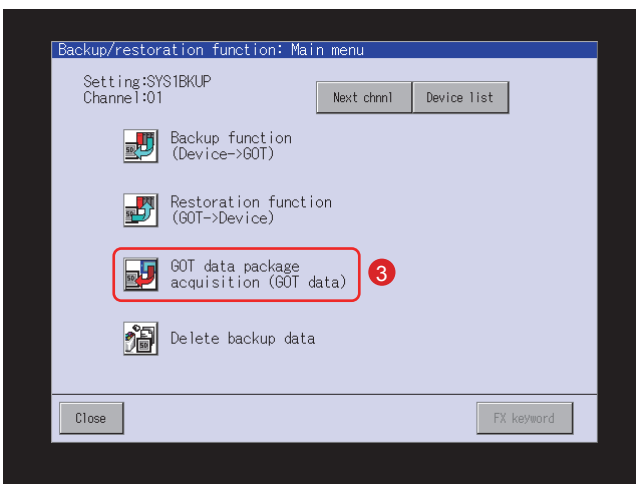 Backup/restoration function: Main menu
Setting:SYS1BKUP
Channel:01
Next chnnl
Device list
Backup function
(Device->GOT)
Restoration function
(GOT->Device)
GOT data package
acquisition (GOT data)
3
Delete backup data
Close
FX keyword